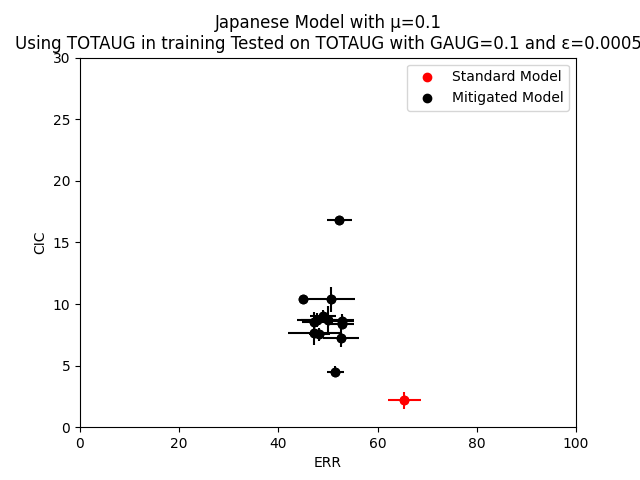 Japanese Model with μ=0.1
Using TOTAUG in training Tested on TOTAUG with GAUG=0.1 and ε=0.0005
Standard Model
Mitigated Model
30
25
20
15
10
5
0
CIC
0 20 40 60 80 100
ERR